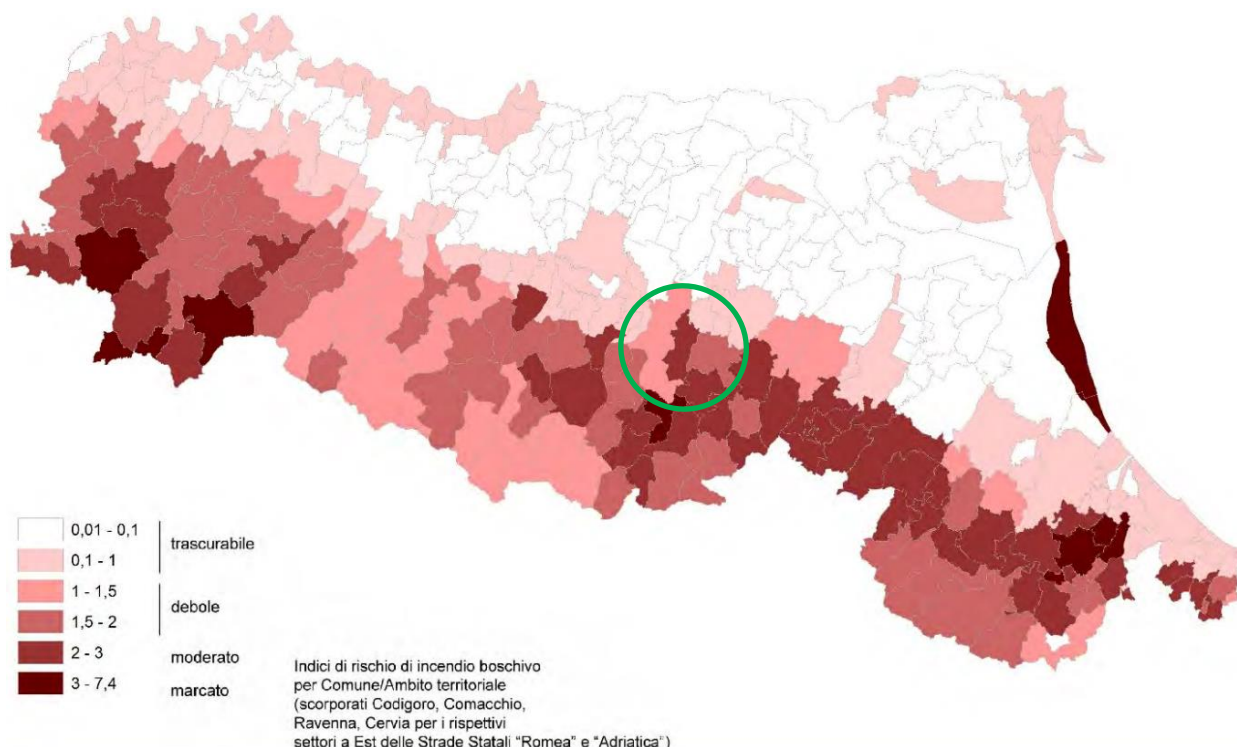 0,01 - 0,1
trascurabile
0,1 - 1
1 - 1,5
debole
1,5 - 2
2 - 3
moderato
3 - 7,4
marcato
Indici di rischio di incendio boschivo
per Comune/Ambito territoriale
(scorporati Codigoro, Comacchio,
Ravenna, Cervia per i rispettivi
settori a Est delle Strade Statali "Romea" e "Adriatica")